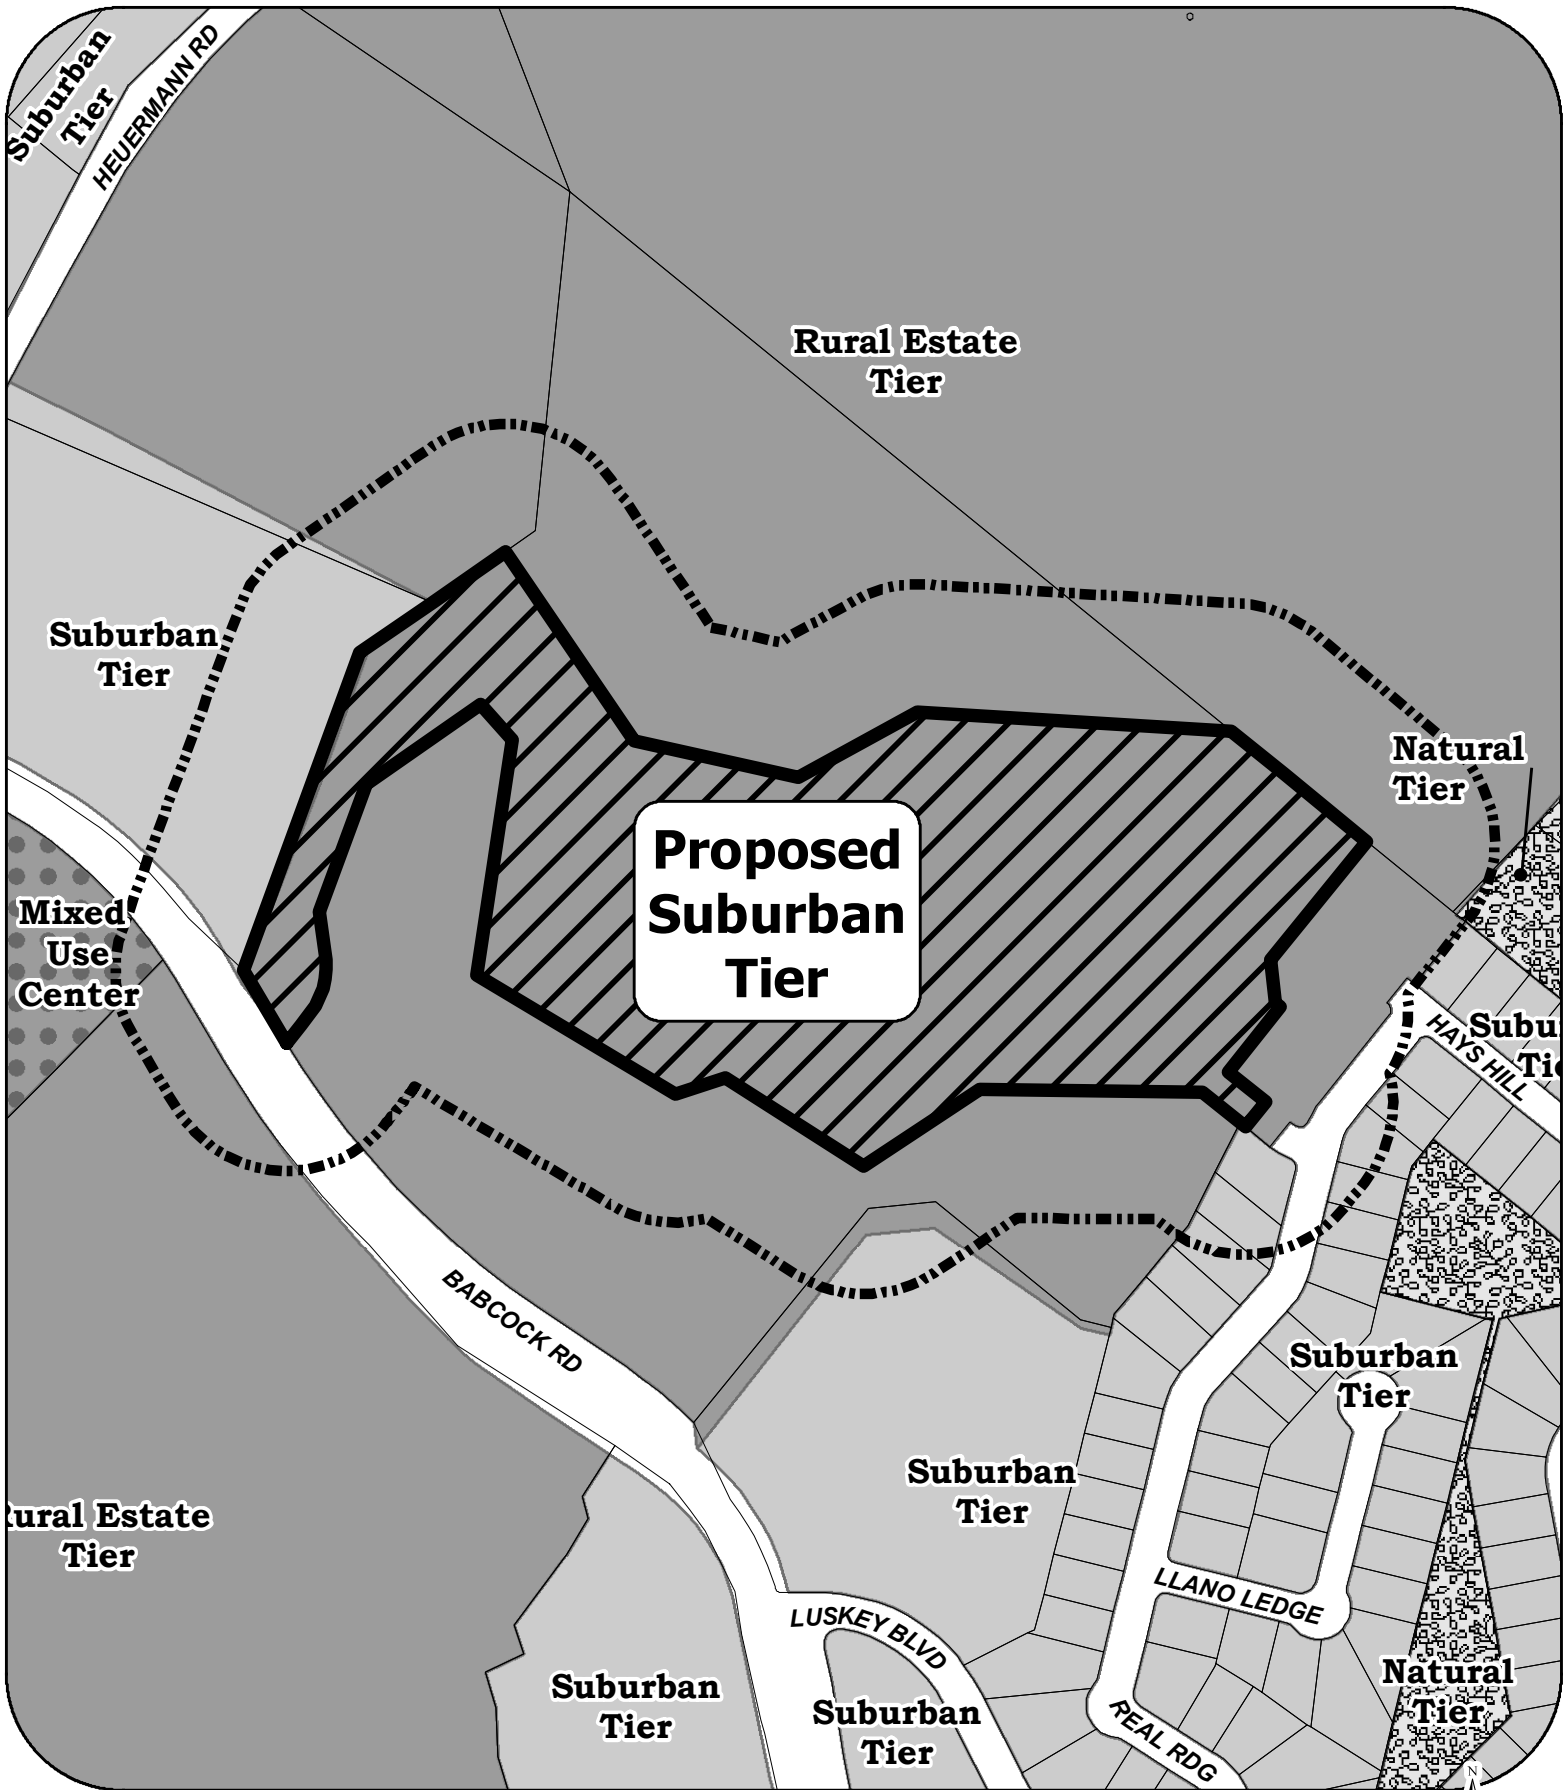 Suburban
Tier
HEUERMANN RD
Rural Estate
Tier
Suburban
Tier
Natural
Tier
Proposed
Suburban
Tier
Mixed
Use
Center
HAYS HILL
Subu
Ti
BABCOCK RD
Suburban
Tier
Suburban
Tier
Rural Estate
Tier
LLANO LEDGE
LUSKEY BLVD
Suburban
Tier
Suburban
Tier
Natural
Tier
REAL RDG
N